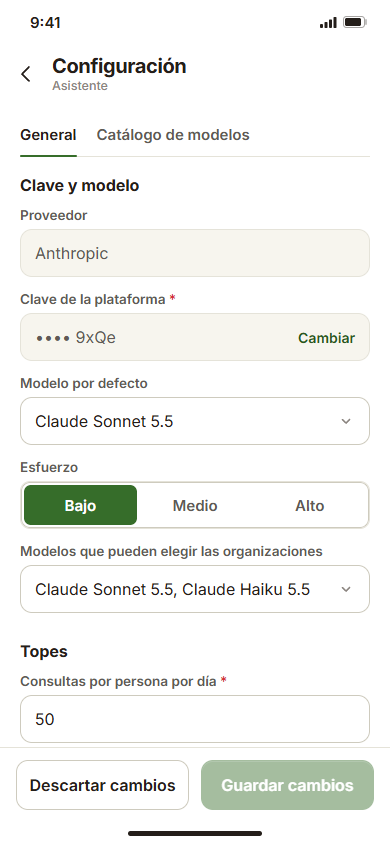 9:41
Configuración
Asistente
General Catálogo de modelos
Clave y modelo
Proveedor
Anthropic
Clave de la plataforma *
•••• 9xQe Cambiar
Modelo por defecto
Claude Sonnet 5.5
Esfuerzo
Bajo Medio Alto
Modelos que pueden elegir las organizaciones
Claude Sonnet 5.5, Claude Haiku 5.5
Topes
Consultas por persona por día *
50
Descartar cambios Guardar cambios